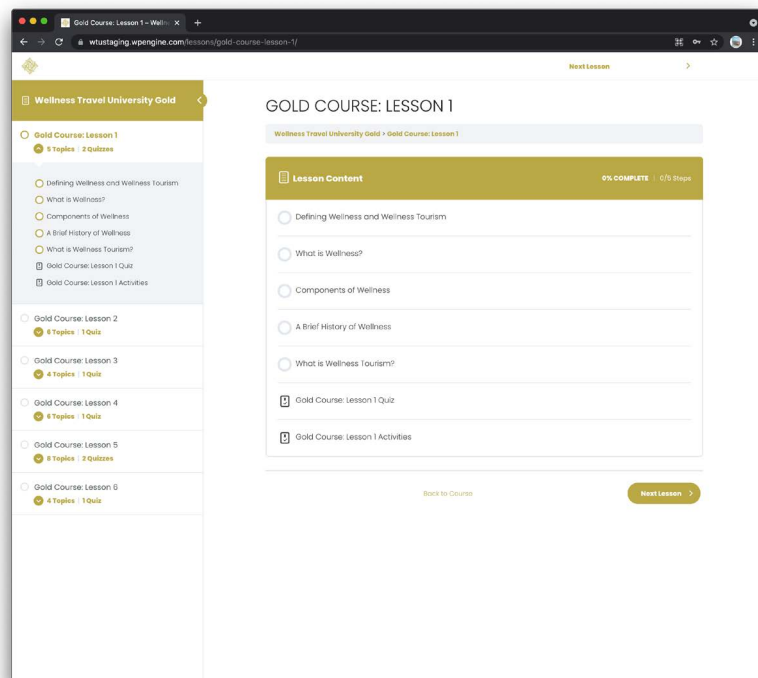 Gold Course: Lesson 1 – Welln
wtustaging.wpengine.com/lessons/gold-course-lesson-1/
Next Lesson
Wellness Travel University Gold
Gold Course: Lesson 1
5 Topics | 2 Quizzes
Defining Wellness and Wellness Tourism
What is Wellness?
Components of Wellness
A Brief History of Wellness
What is Wellness Tourism?
Gold Course: Lesson 1 Quiz
Gold Course: Lesson 1 Activities
Gold Course: Lesson 2
6 Topics | 1 Quiz
Gold Course: Lesson 3
4 Topics | 1 Quiz
Gold Course: Lesson 4
6 Topics | 1 Quiz
Gold Course: Lesson 5
8 Topics | 2 Quizzes
Gold Course: Lesson 6
4 Topics | 1 Quiz
GOLD COURSE: LESSON 1
Wellness Travel University Gold > Gold Course: Lesson 1
Lesson Content 0% COMPLETE | 0/5 Steps
Defining Wellness and Wellness Tourism
What is Wellness?
Components of Wellness
A Brief History of Wellness
What is Wellness Tourism?
Gold Course: Lesson 1 Quiz
Gold Course: Lesson 1 Activities
Back to Course
Next Lesson